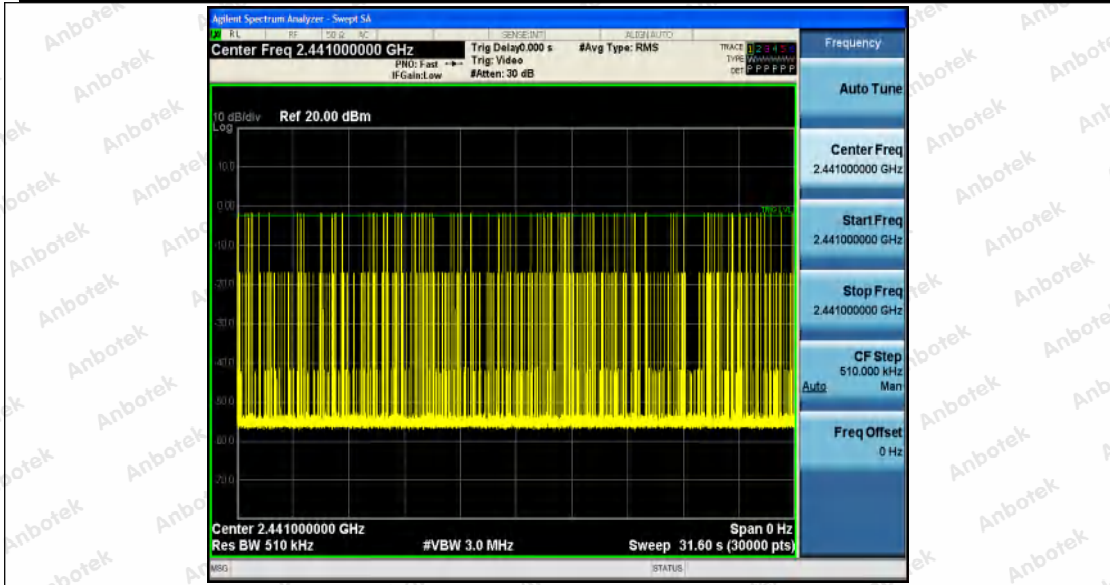 Agilent Spectrum Analyzer - Swept SA
RL RF 50 Ω AC SENSE:INT ALIGN AUTO
Center Freq 2.441000000 GHz
PNO: Fast
IFGain:Low
Trig Delay0.000 s
Trig: Video
#Atten: 30 dB
#Avg Type: RMS
TRACE 1 2 3 4 5 6
TYPE WWWWWW
DET P P P P P P
10 dB/div Ref 20.00 dBm
Log
10.0
0.00
TRIG LVL
-10.0
-20.0
-30.0
-40.0
-50.0
-60.0
-70.0
Center 2.441000000 GHz
Span 0 Hz
Res BW 510 kHz
#VBW 3.0 MHz
Sweep 31.60 s (30000 pts)
MSG
STATUS
Frequency
Auto Tune
Center Freq
2.441000000 GHz
Start Freq
2.441000000 GHz
Stop Freq
2.441000000 GHz
CF Step
510.000 kHz
Auto Man
Freq Offset
0 Hz
Anbotek